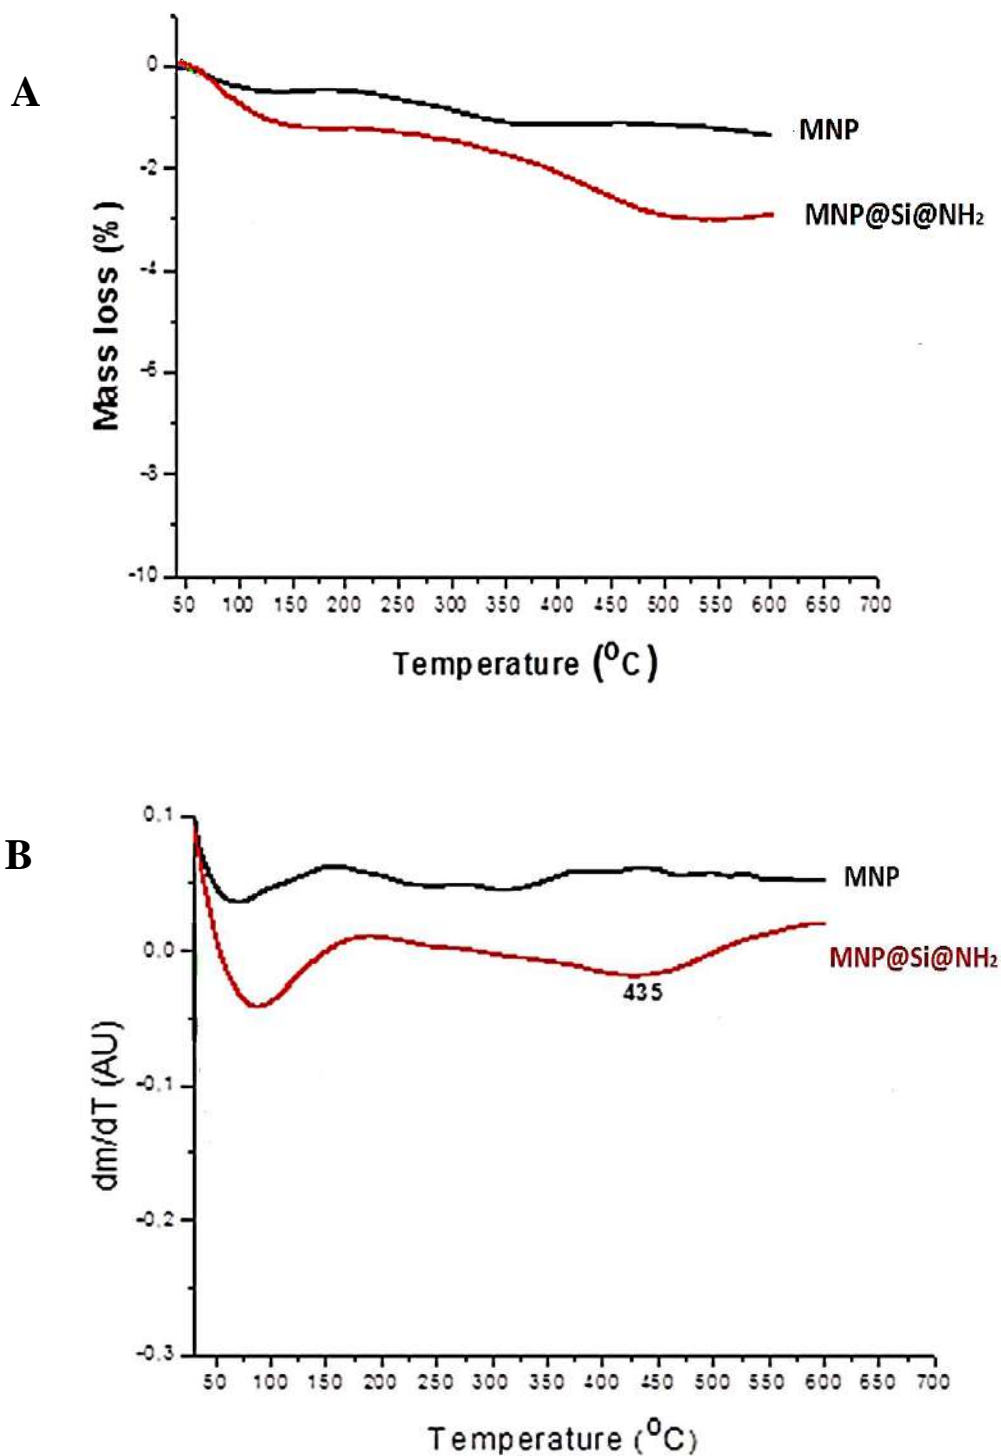 A
0
-2
-4
-6
-8
-10
Mass loss (%)
MNP
MNP@Si@NH₂
50 100 150 200 250 300 350 400 450 500 550 600 650 700
Temperature (⁰C)
B
0.1
0.0
-0.1
-0.2
-0.3
dm/dT (AU)
MNP
MNP@Si@NH₂
435
50 100 150 200 250 300 350 400 450 500 550 600 650 700
Temperature (⁰C)